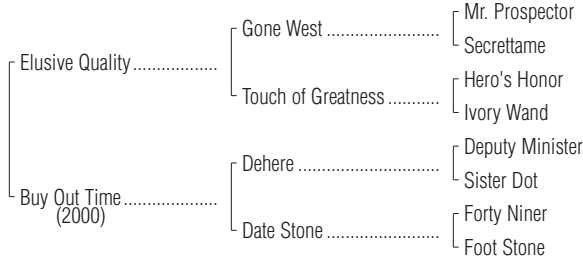 Mr. Prospector
Gone West ..................
Secrettame
Elusive Quality .................
Hero's Honor
Touch of Greatness ..........
Ivory Wand
Deputy Minister
Dehere .......................
Sister Dot
Buy Out Time ..................
(2000)
Forty Niner
Date Stone ..................
Foot Stone